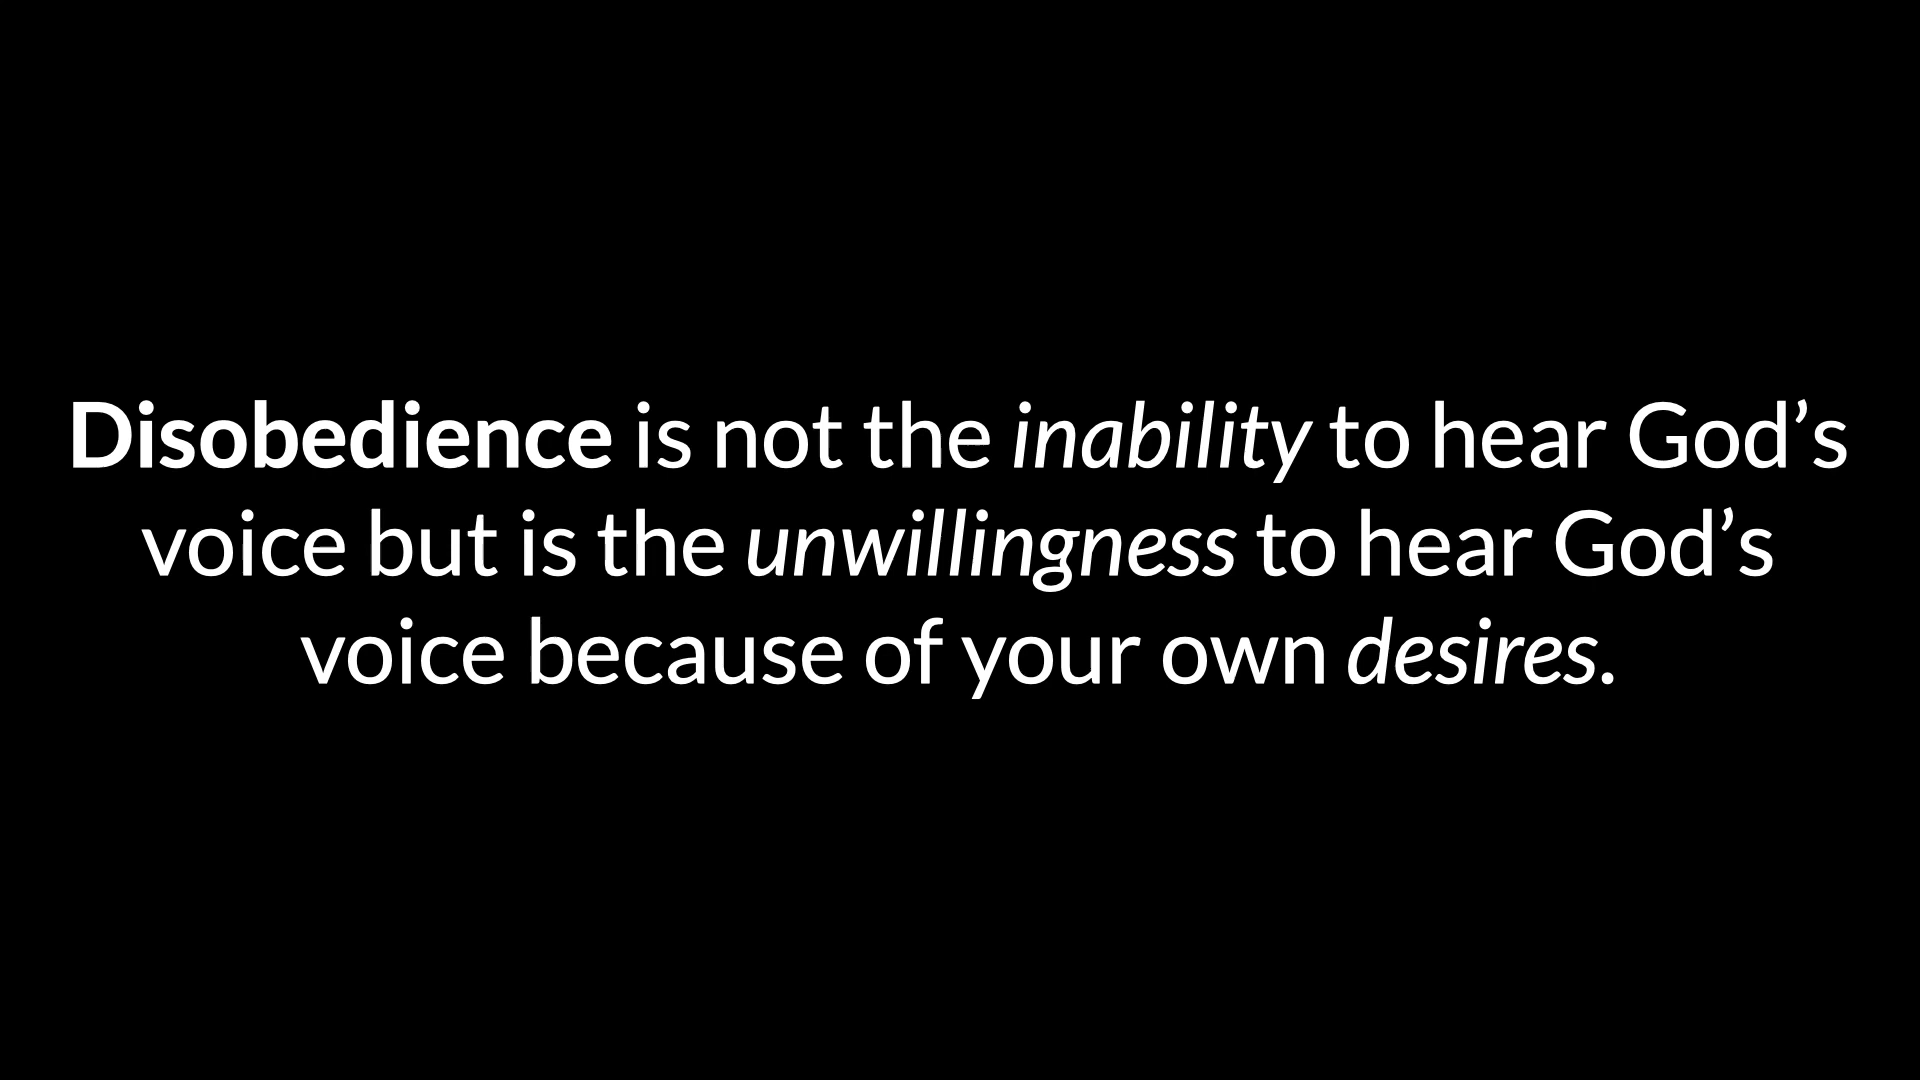 Disobedience is not the inability to hear God’s
voice but is the unwillingness to hear God’s
voice because of your own desires.